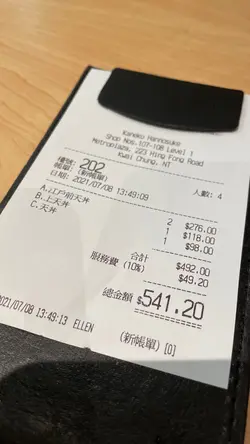 Kaneko Hannosuke
Shop Nos.107-108 Level 1
Metroplaza, 223 Hing Fong Road
Kwai Chung, NT
檯號: 202
帳單: (新帳單) 人數: 4
日期: 2021/07/08 13:49:09
A.江戶前天丼 2 $276.00
B.上天丼 1 $118.00
C.天丼 1 $98.00
合計 $492.00
服務費 (10%) $49.20
總金額 $541.20
2021/07/08 13:49:13 ELLEN
(新帳單) [0]